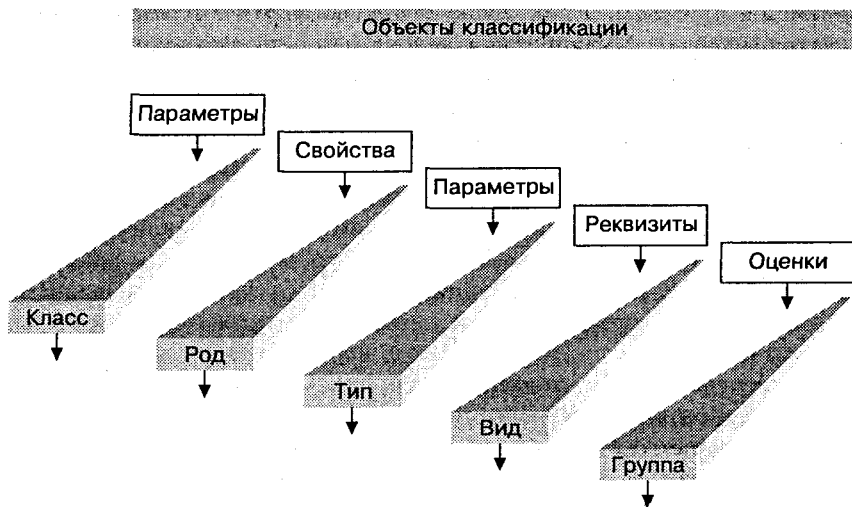 Объекты классификации
Параметры
Свойства
Параметры
Реквизиты
Оценки
Класс
Род
Тип
Вид
Группа